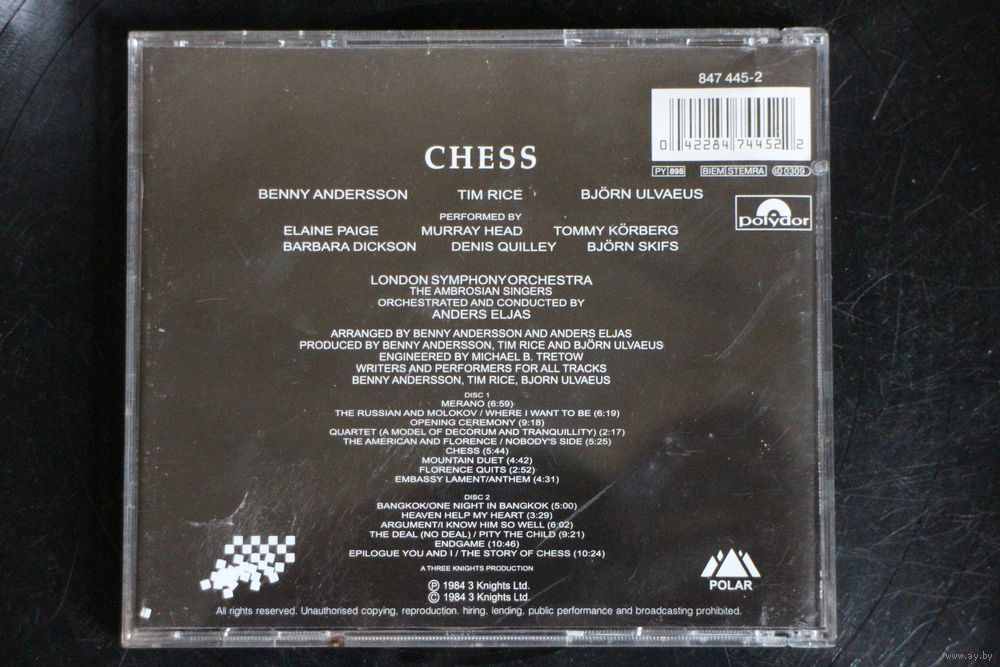 847 445-2
0 42284 74452 2
PY 898 BIEM STEMRA 0309
CHESS
polydor
BENNY ANDERSSON TIM RICE BJÖRN ULVAEUS
PERFORMED BY
ELAINE PAIGE MURRAY HEAD TOMMY KÖRBERG
BARBARA DICKSON DENIS QUILLEY BJÖRN SKIFS
LONDON SYMPHONY ORCHESTRA
THE AMBROSIAN SINGERS
ORCHESTRATED AND CONDUCTED BY
ANDERS ELJAS
ARRANGED BY BENNY ANDERSSON AND ANDERS ELJAS
PRODUCED BY BENNY ANDERSSON, TIM RICE AND BJÖRN ULVAEUS
ENGINEERED BY MICHAEL B. TRETOW
WRITERS AND PERFORMERS FOR ALL TRACKS
BENNY ANDERSSON, TIM RICE, BJORN ULVAEUS
DISC 1
MERANO (6:59)
THE RUSSIAN AND MOLOKOV / WHERE I WANT TO BE (6:19)
OPENING CEREMONY (9:18)
QUARTET (A MODEL OF DECORUM AND TRANQUILLITY) (2:17)
THE AMERICAN AND FLORENCE / NOBODY'S SIDE (5:25)
CHESS (5:44)
MOUNTAIN DUET (4:42)
FLORENCE QUITS (2:52)
EMBASSY LAMENT/ANTHEM (4:31)
DISC 2
BANGKOK/ONE NIGHT IN BANGKOK (5:00)
HEAVEN HELP MY HEART (3:29)
ARGUMENT/I KNOW HIM SO WELL (6:02)
THE DEAL (NO DEAL) / PITY THE CHILD (9:21)
ENDGAME (10:46)
EPILOGUE YOU AND I / THE STORY OF CHESS (10:24)
A THREE KNIGHTS PRODUCTION
℗ 1984 3 Knights Ltd.
© 1984 3 Knights Ltd.
POLAR
All rights reserved. Unauthorised copying, reproduction. hiring, lending, public performance and broadcasting prohibited.
www.ay.by